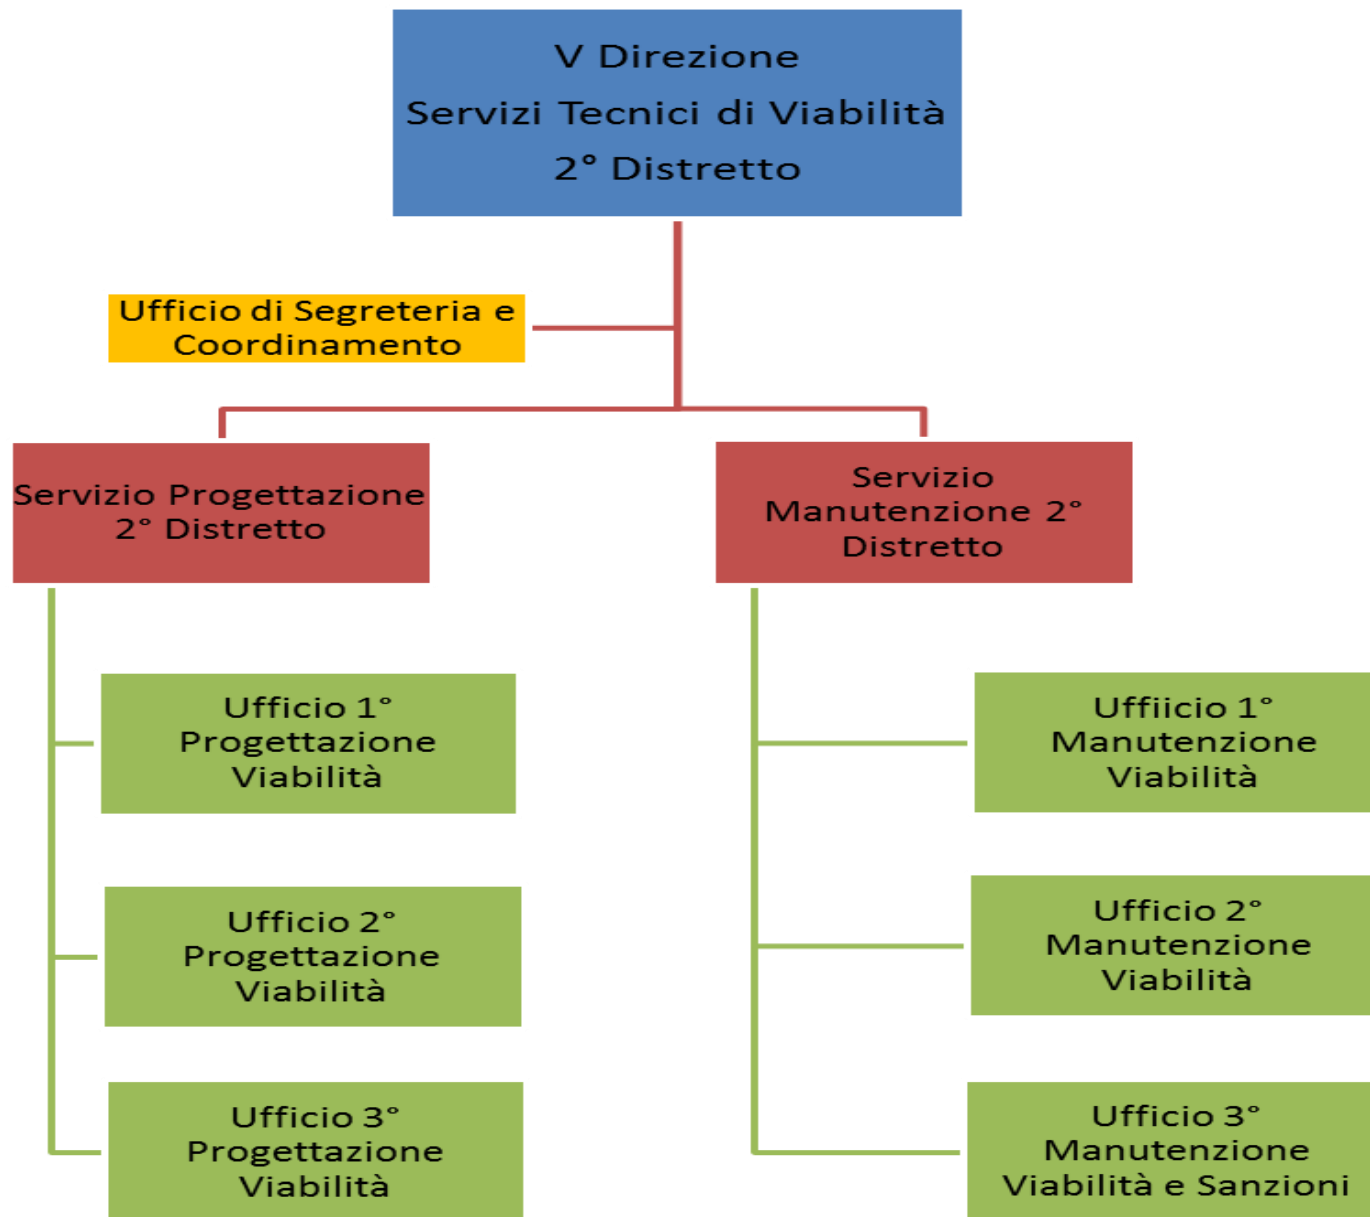 V Direzione
Servizi Tecnici di Viabilità
2° Distretto
Ufficio di Segreteria e
Coordinamento
Servizio Progettazione
2° Distretto
Servizio
Manutenzione 2°
Distretto
Ufficio 1°
Progettazione
Viabilità
Ufficio 2°
Progettazione
Viabilità
Ufficio 3°
Progettazione
Viabilità
Uffiicio 1°
Manutenzione
Viabilità
Ufficio 2°
Manutenzione
Viabilità
Ufficio 3°
Manutenzione
Viabilità e Sanzioni